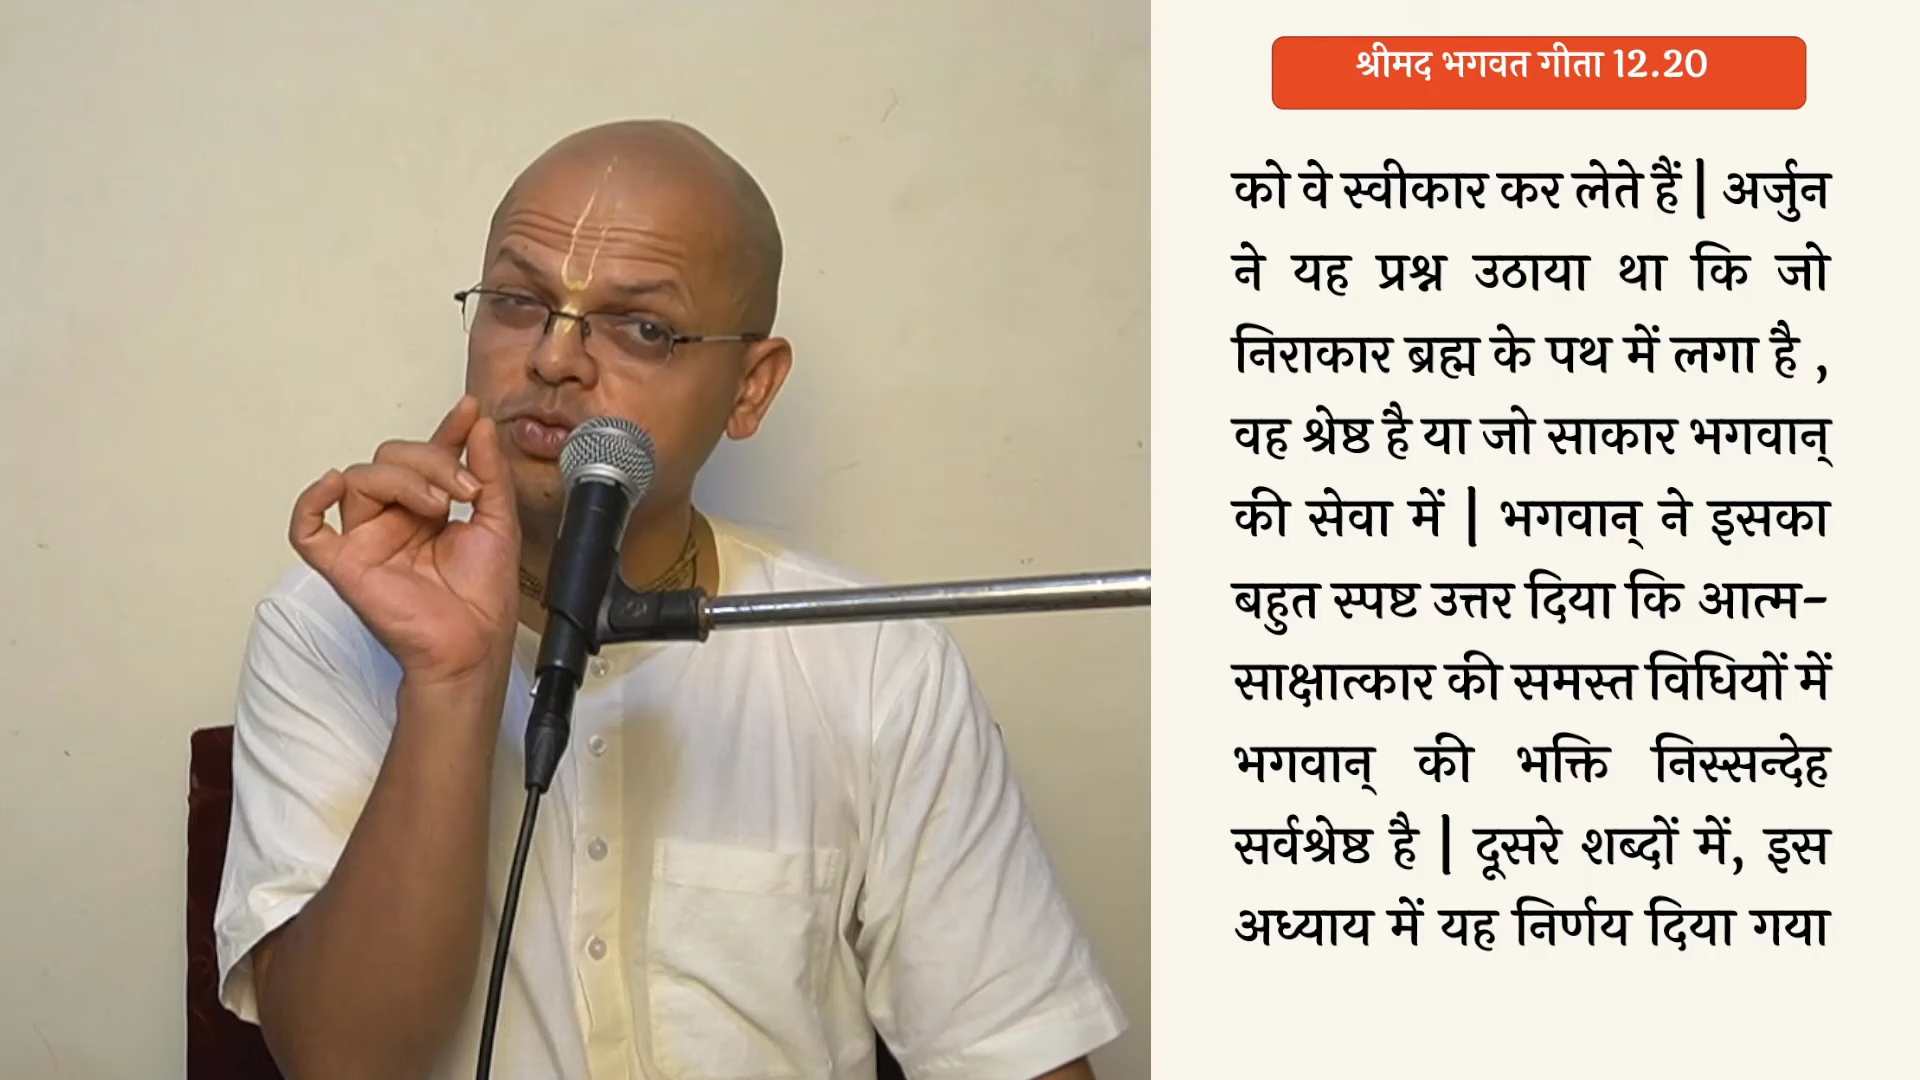 श्रीमद भगवत गीता 12.20
को वे स्वीकार कर लेते हैं | अर्जुन
ने यह प्रश्न उठाया था कि जो
निराकार ब्रह्म के पथ में लगा है ,
वह श्रेष्ठ है या जो साकार भगवान्
की सेवा में | भगवान् ने इसका
बहुत स्पष्ट उत्तर दिया कि आत्म-
साक्षात्कार की समस्त विधियों में
भगवान् की भक्ति निस्सन्देह
सर्वश्रेष्ठ है | दूसरे शब्दों में, इस
अध्याय में यह निर्णय दिया गया